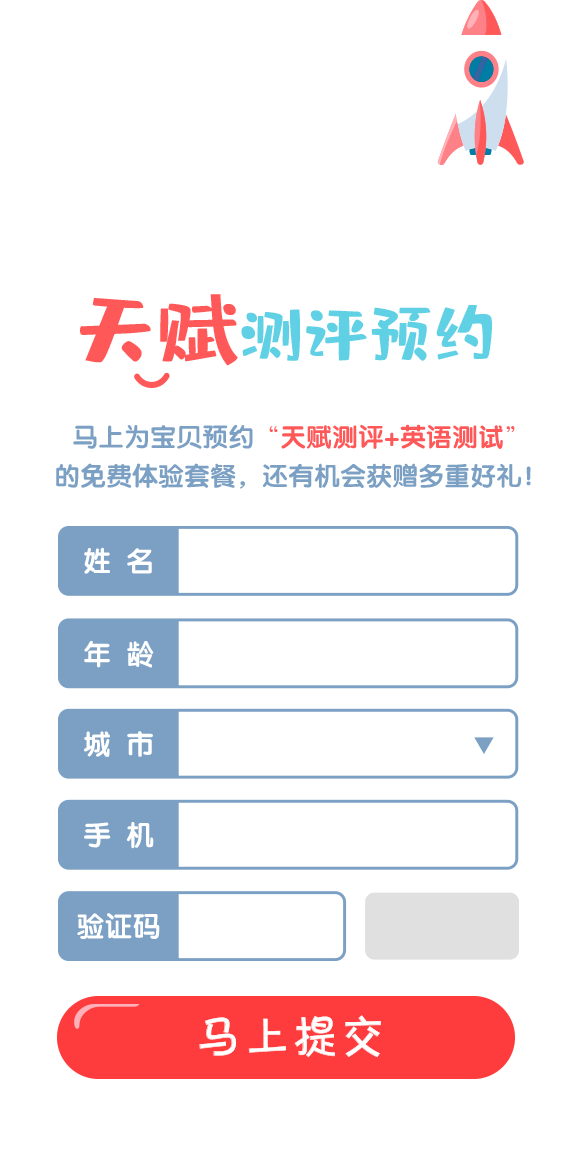 天赋测评预约
马上为宝贝预约“天赋测评+英语测试”
的免费体验套餐，还有机会获赠多重好礼！
姓 名
年 龄
城 市
手 机
验证码
马上提交